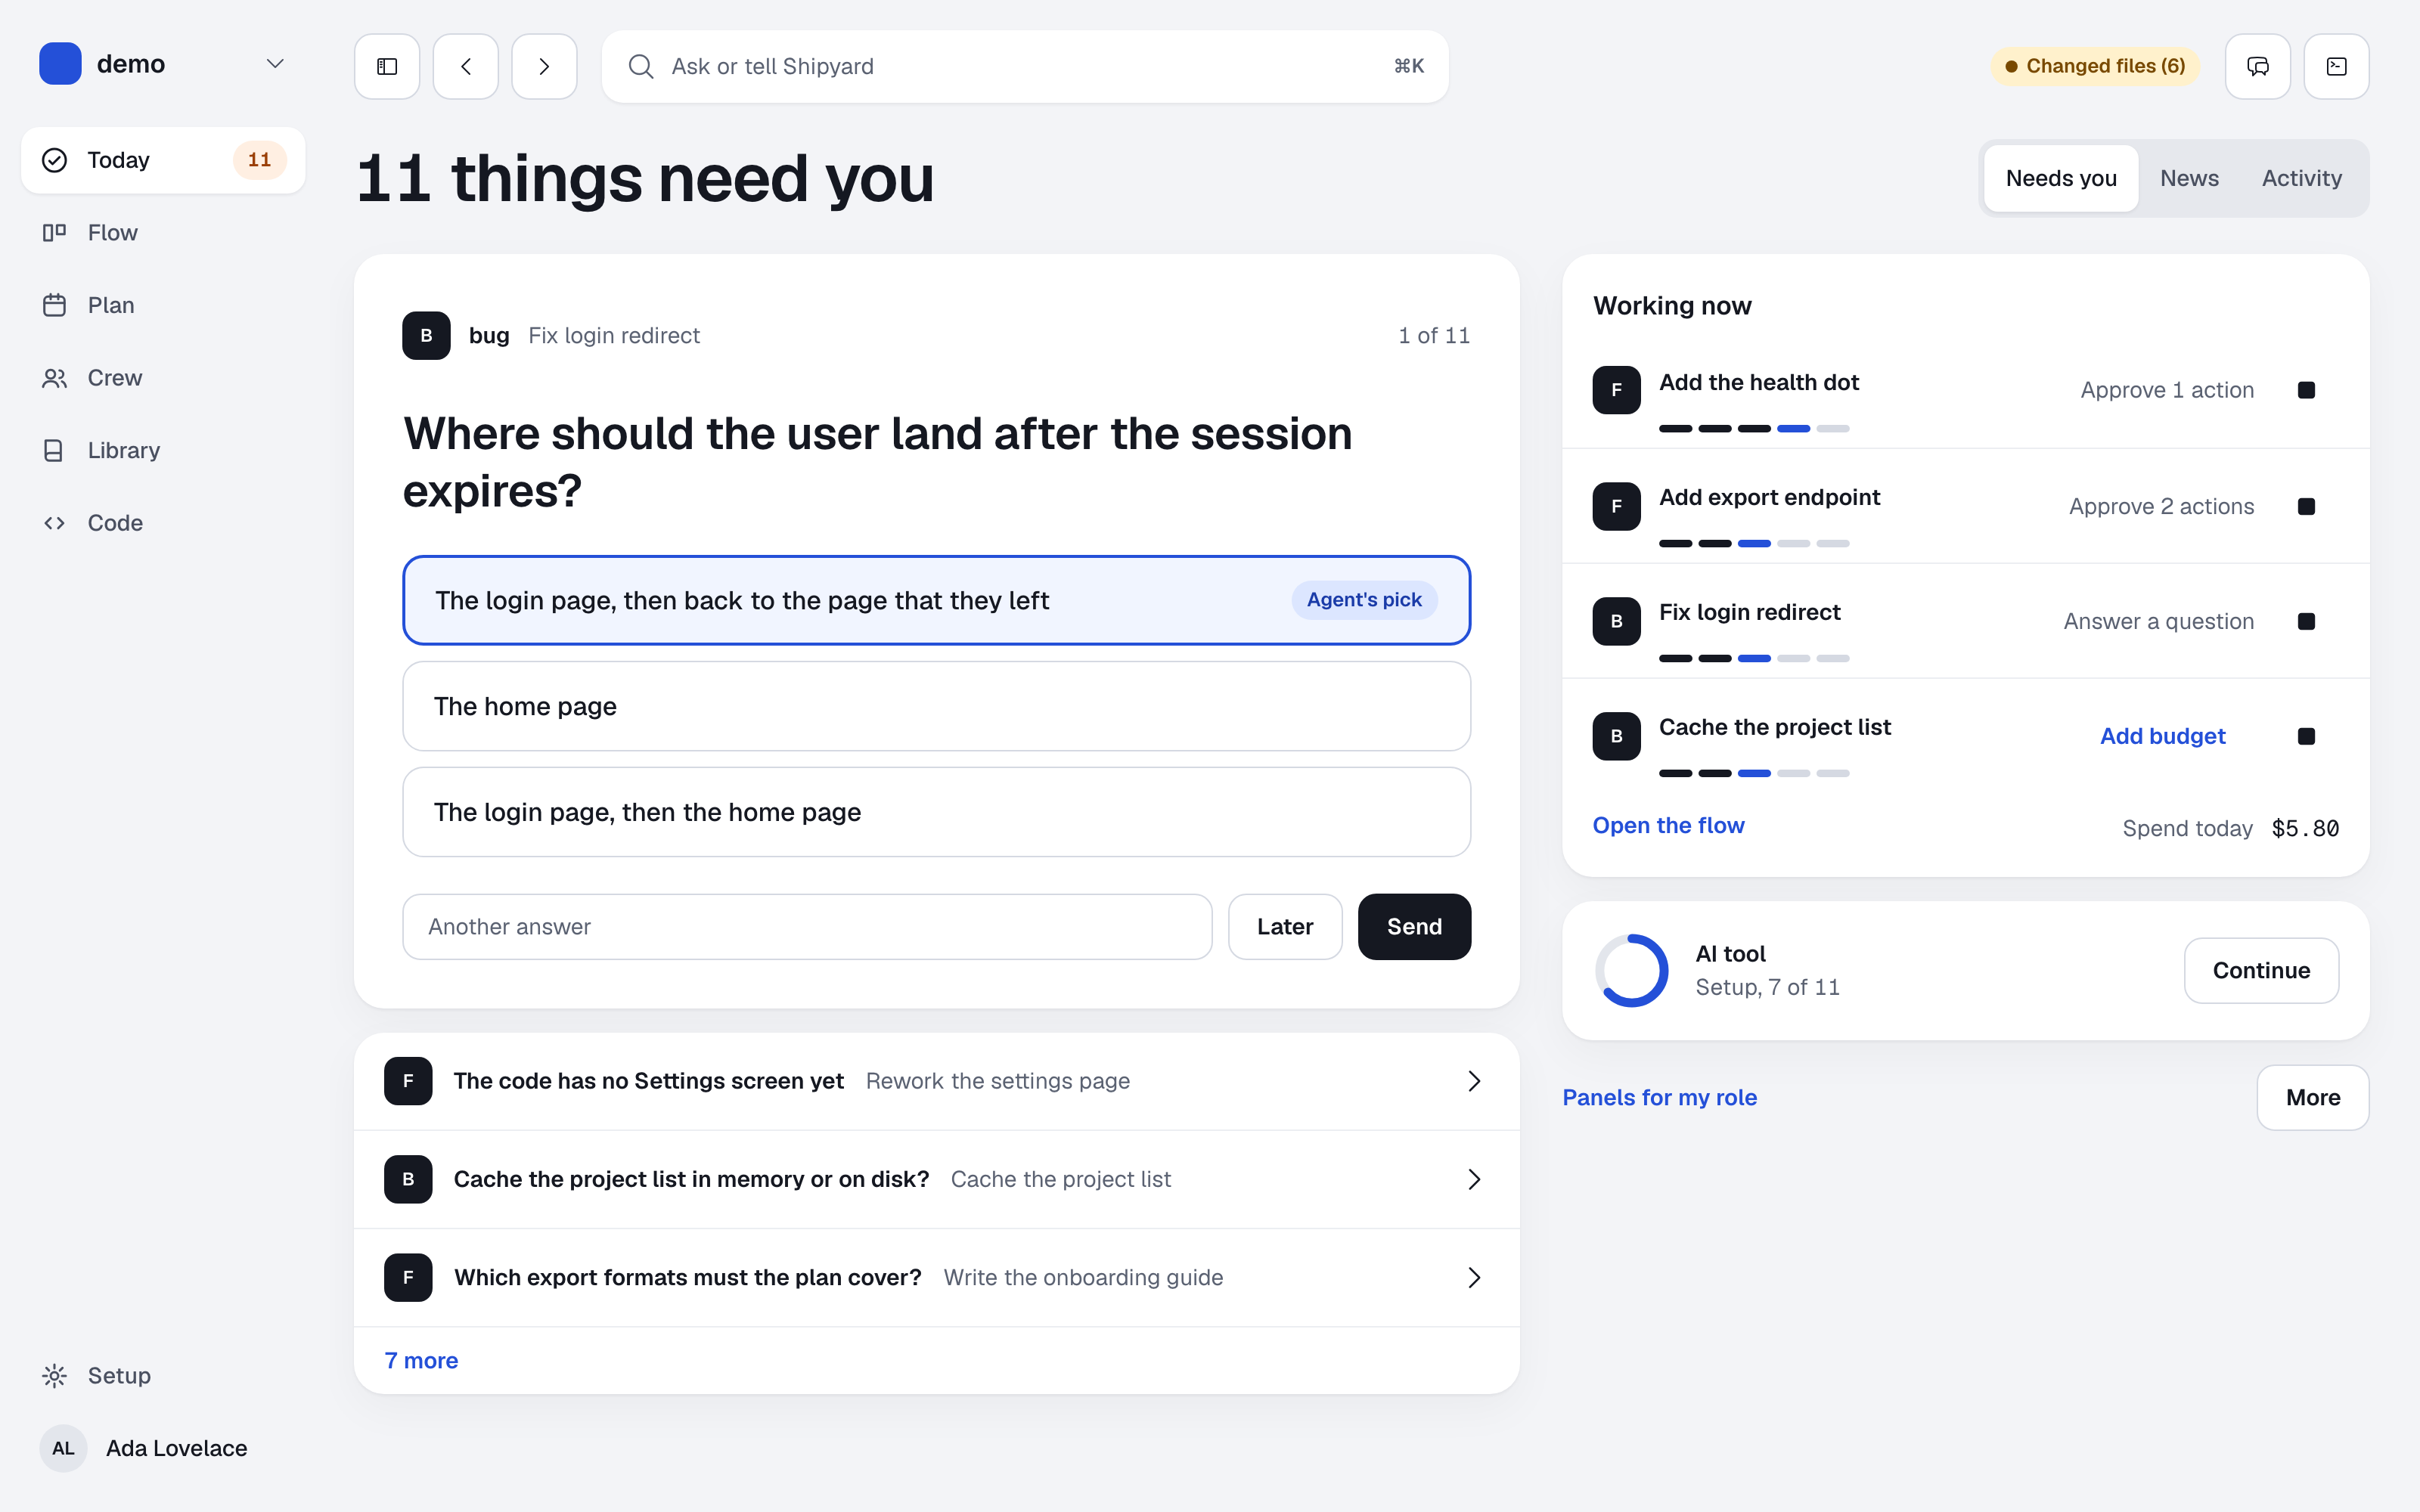 demo
Today 11
Flow
Plan
Crew
Library
Code
Setup
AL Ada Lovelace
Ask or tell Shipyard ⌘K
Changed files (6)
11 things need you
Needs you News Activity
B bug Fix login redirect 1 of 11
Where should the user land after the session
expires?
The login page, then back to the page that they left Agent's pick
The home page
The login page, then the home page
Another answer Later Send
F The code has no Settings screen yet Rework the settings page
B Cache the project list in memory or on disk? Cache the project list
F Which export formats must the plan cover? Write the onboarding guide
7 more
Working now
F Add the health dot Approve 1 action
F Add export endpoint Approve 2 actions
B Fix login redirect Answer a question
B Cache the project list Add budget
Open the flow Spend today $5.80
AI tool
Setup, 7 of 11
Continue
Panels for my role More